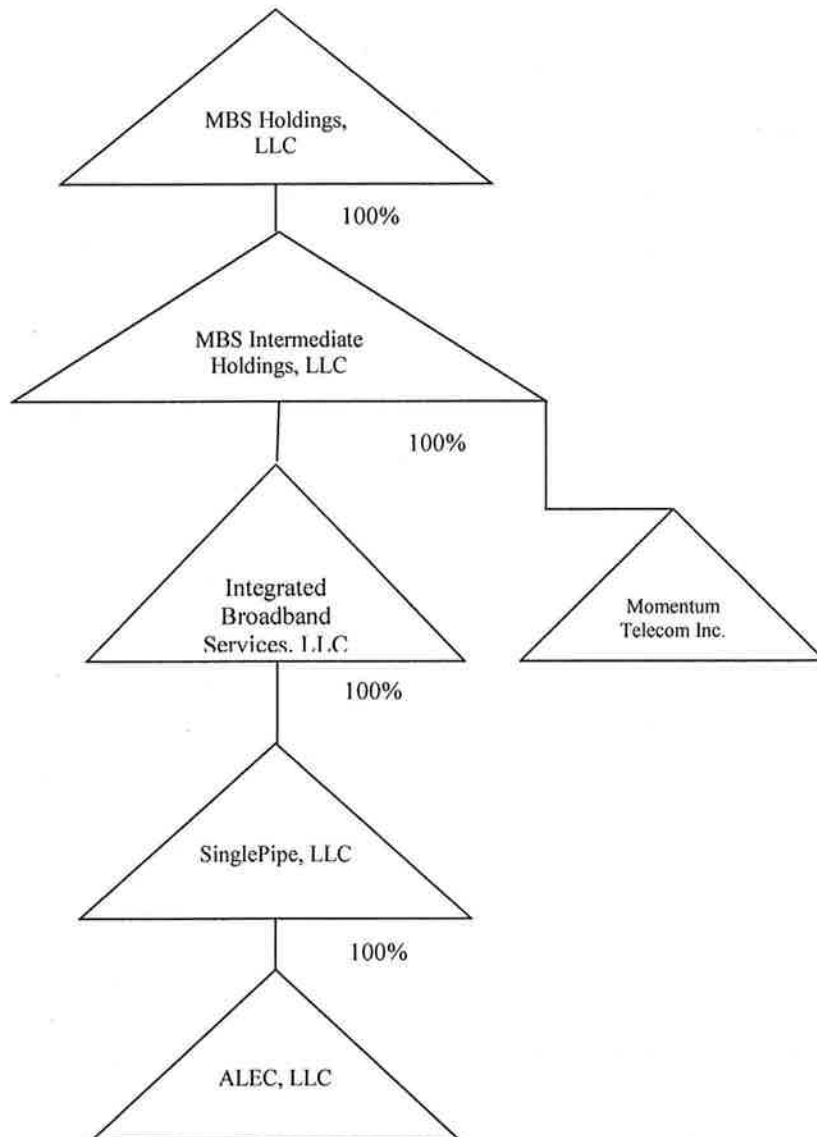 MBS Holdings,
LLC
100%
MBS Intermediate
Holdings, LLC
100%
Integrated
Broadband
Services, LLC
Momentum
Telecom Inc.
100%
SinglePipe, LLC
100%
ALEC, LLC